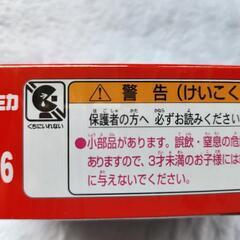 ミカ
くちにいれない
6
⚠ 警告(けいこく
保護者の方へ 必ずお読みください
●小部品があります。誤飲・窒息の危
ありますので、3才未満のお子様には
に与えないでください。